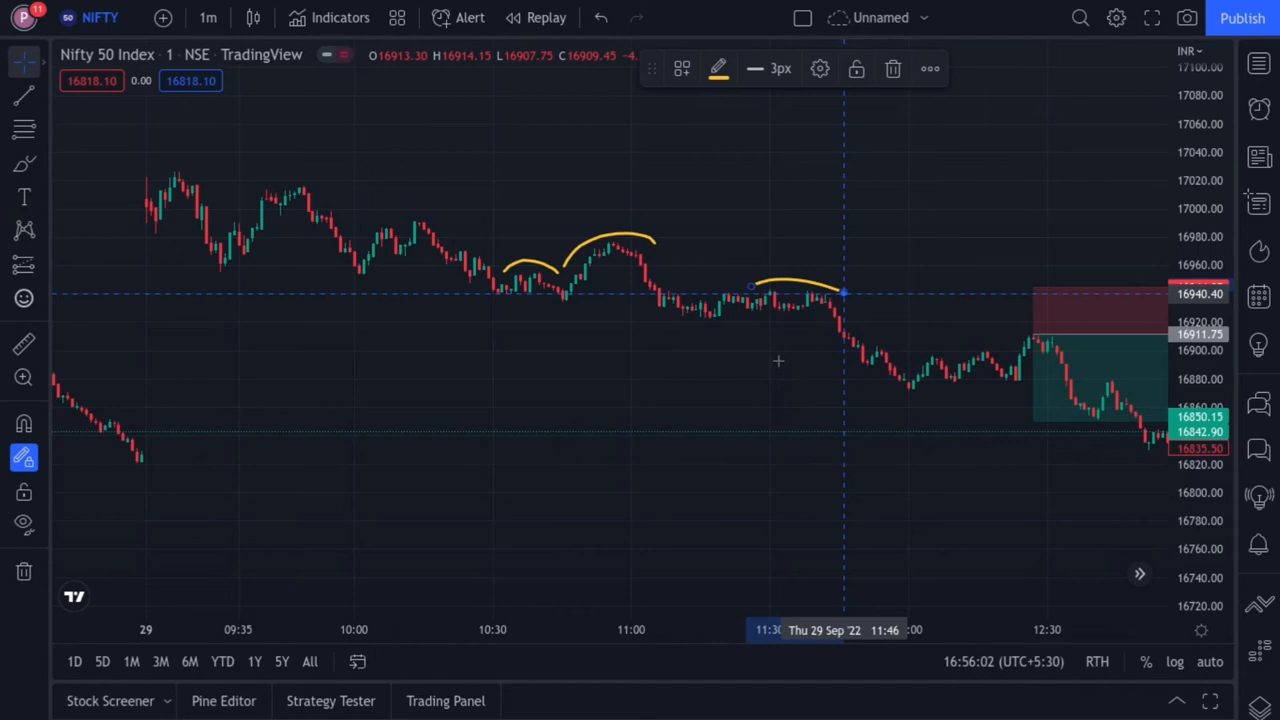 P 11 50 NIFTY 1m Indicators Alert Replay Unnamed Publish
Nifty 50 Index · 1 · NSE · TradingView O16913.30 H16914.15 L16907.75 C16909.45 −4.
3px
INR
16818.10 0.00 16818.10
17100.00
17080.00
17060.00
17040.00
17020.00
17000.00
16980.00
16960.00
16940.40
16920.00
16911.75
16900.00
16880.00
16860.00
16850.15
16842.90
16835.50
16820.00
16800.00
16780.00
16760.00
16740.00
16720.00
29 09:35 10:00 10:30 11:00 11:30 Thu 29 Sep '22 11:46 :00 12:30
1D 5D 1M 3M 6M YTD 1Y 5Y All 16:56:02 (UTC+5:30) RTH % log auto
Stock Screener Pine Editor Strategy Tester Trading Panel